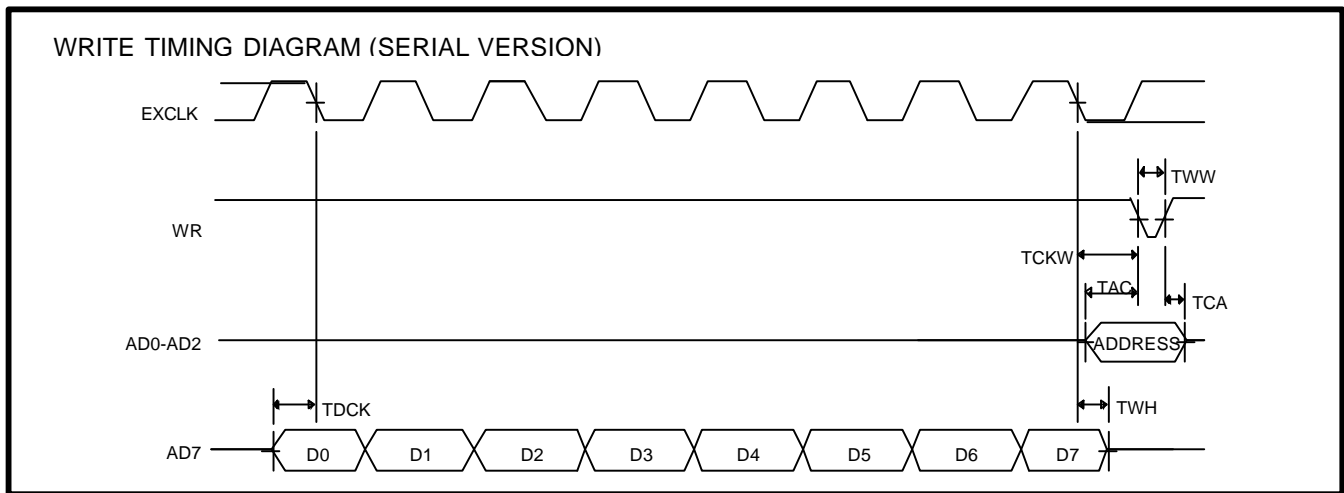 WRITE TIMING DIAGRAM (SERIAL VERSION)
EXCLK
TWW
WR
TCKW
TAC
TCA
AD0-AD2
ADDRESS
TDCK
TWH
AD7
D0 D1 D2 D3 D4 D5 D6 D7